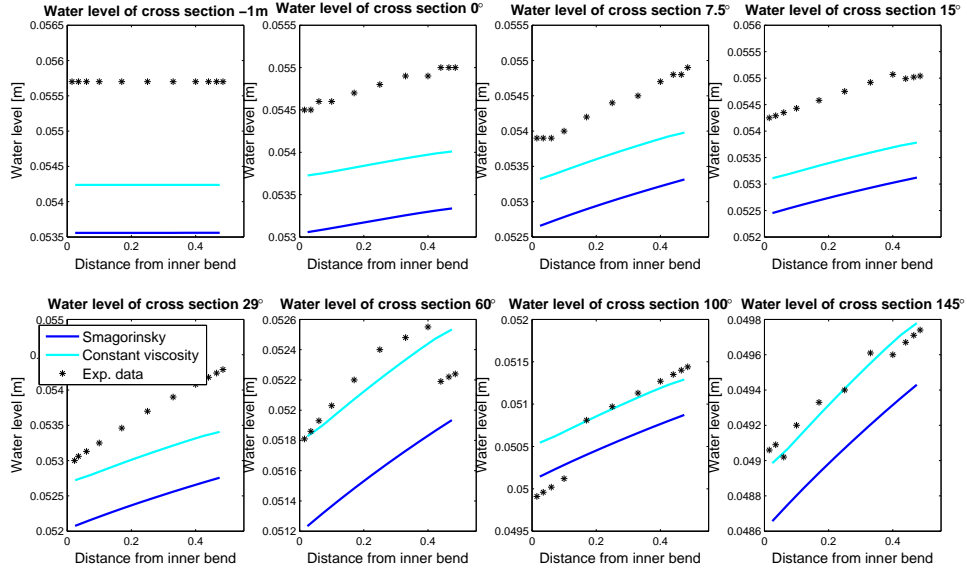 Water level of cross section −1m
Water level [m]
0.0565
0.056
0.0555
0.055
0.0545
0.054
0.0535
0
0.2
0.4
Distance from inner bend
Water level of cross section 0°
Water level [m]
0.0555
0.055
0.0545
0.054
0.0535
0.053
0
0.2
0.4
Distance from inner bend
Water level of cross section 7.5°
Water level [m]
0.0555
0.055
0.0545
0.054
0.0535
0.053
0.0525
0
0.2
0.4
Distance from inner bend
Water level of cross section 15°
Water level [m]
0.056
0.0555
0.055
0.0545
0.054
0.0535
0.053
0.0525
0.052
0
0.2
0.4
Distance from inner bend
Water level of cross section 29°
Water level [m]
0.055
0.054
0.0535
0.053
0.0525
0.052
0
0.2
0.4
Distance from inner bend
Smagorinsky
Constant viscosity
Exp. data
Water level of cross section 60°
Water level [m]
0.0526
0.0524
0.0522
0.052
0.0518
0.0516
0.0514
0.0512
0
0.2
0.4
Distance from inner bend
Water level of cross section 100°
Water level [m]
0.052
0.0515
0.051
0.0505
0.05
0.0495
0
0.2
0.4
Distance from inner bend
Water level of cross section 145°
Water level [m]
0.0498
0.0496
0.0494
0.0492
0.049
0.0488
0.0486
0
0.2
0.4
Distance from inner bend